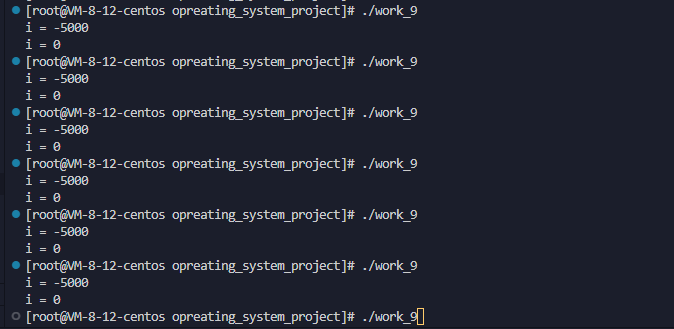 [root@VM-8-12-centos opreating_system_project]# ./work_9
i = -5000
i = 0
[root@VM-8-12-centos opreating_system_project]# ./work_9
i = -5000
i = 0
[root@VM-8-12-centos opreating_system_project]# ./work_9
i = -5000
i = 0
[root@VM-8-12-centos opreating_system_project]# ./work_9
i = -5000
i = 0
[root@VM-8-12-centos opreating_system_project]# ./work_9
i = -5000
i = 0
[root@VM-8-12-centos opreating_system_project]# ./work_9
i = -5000
i = 0
[root@VM-8-12-centos opreating_system_project]# ./work_9